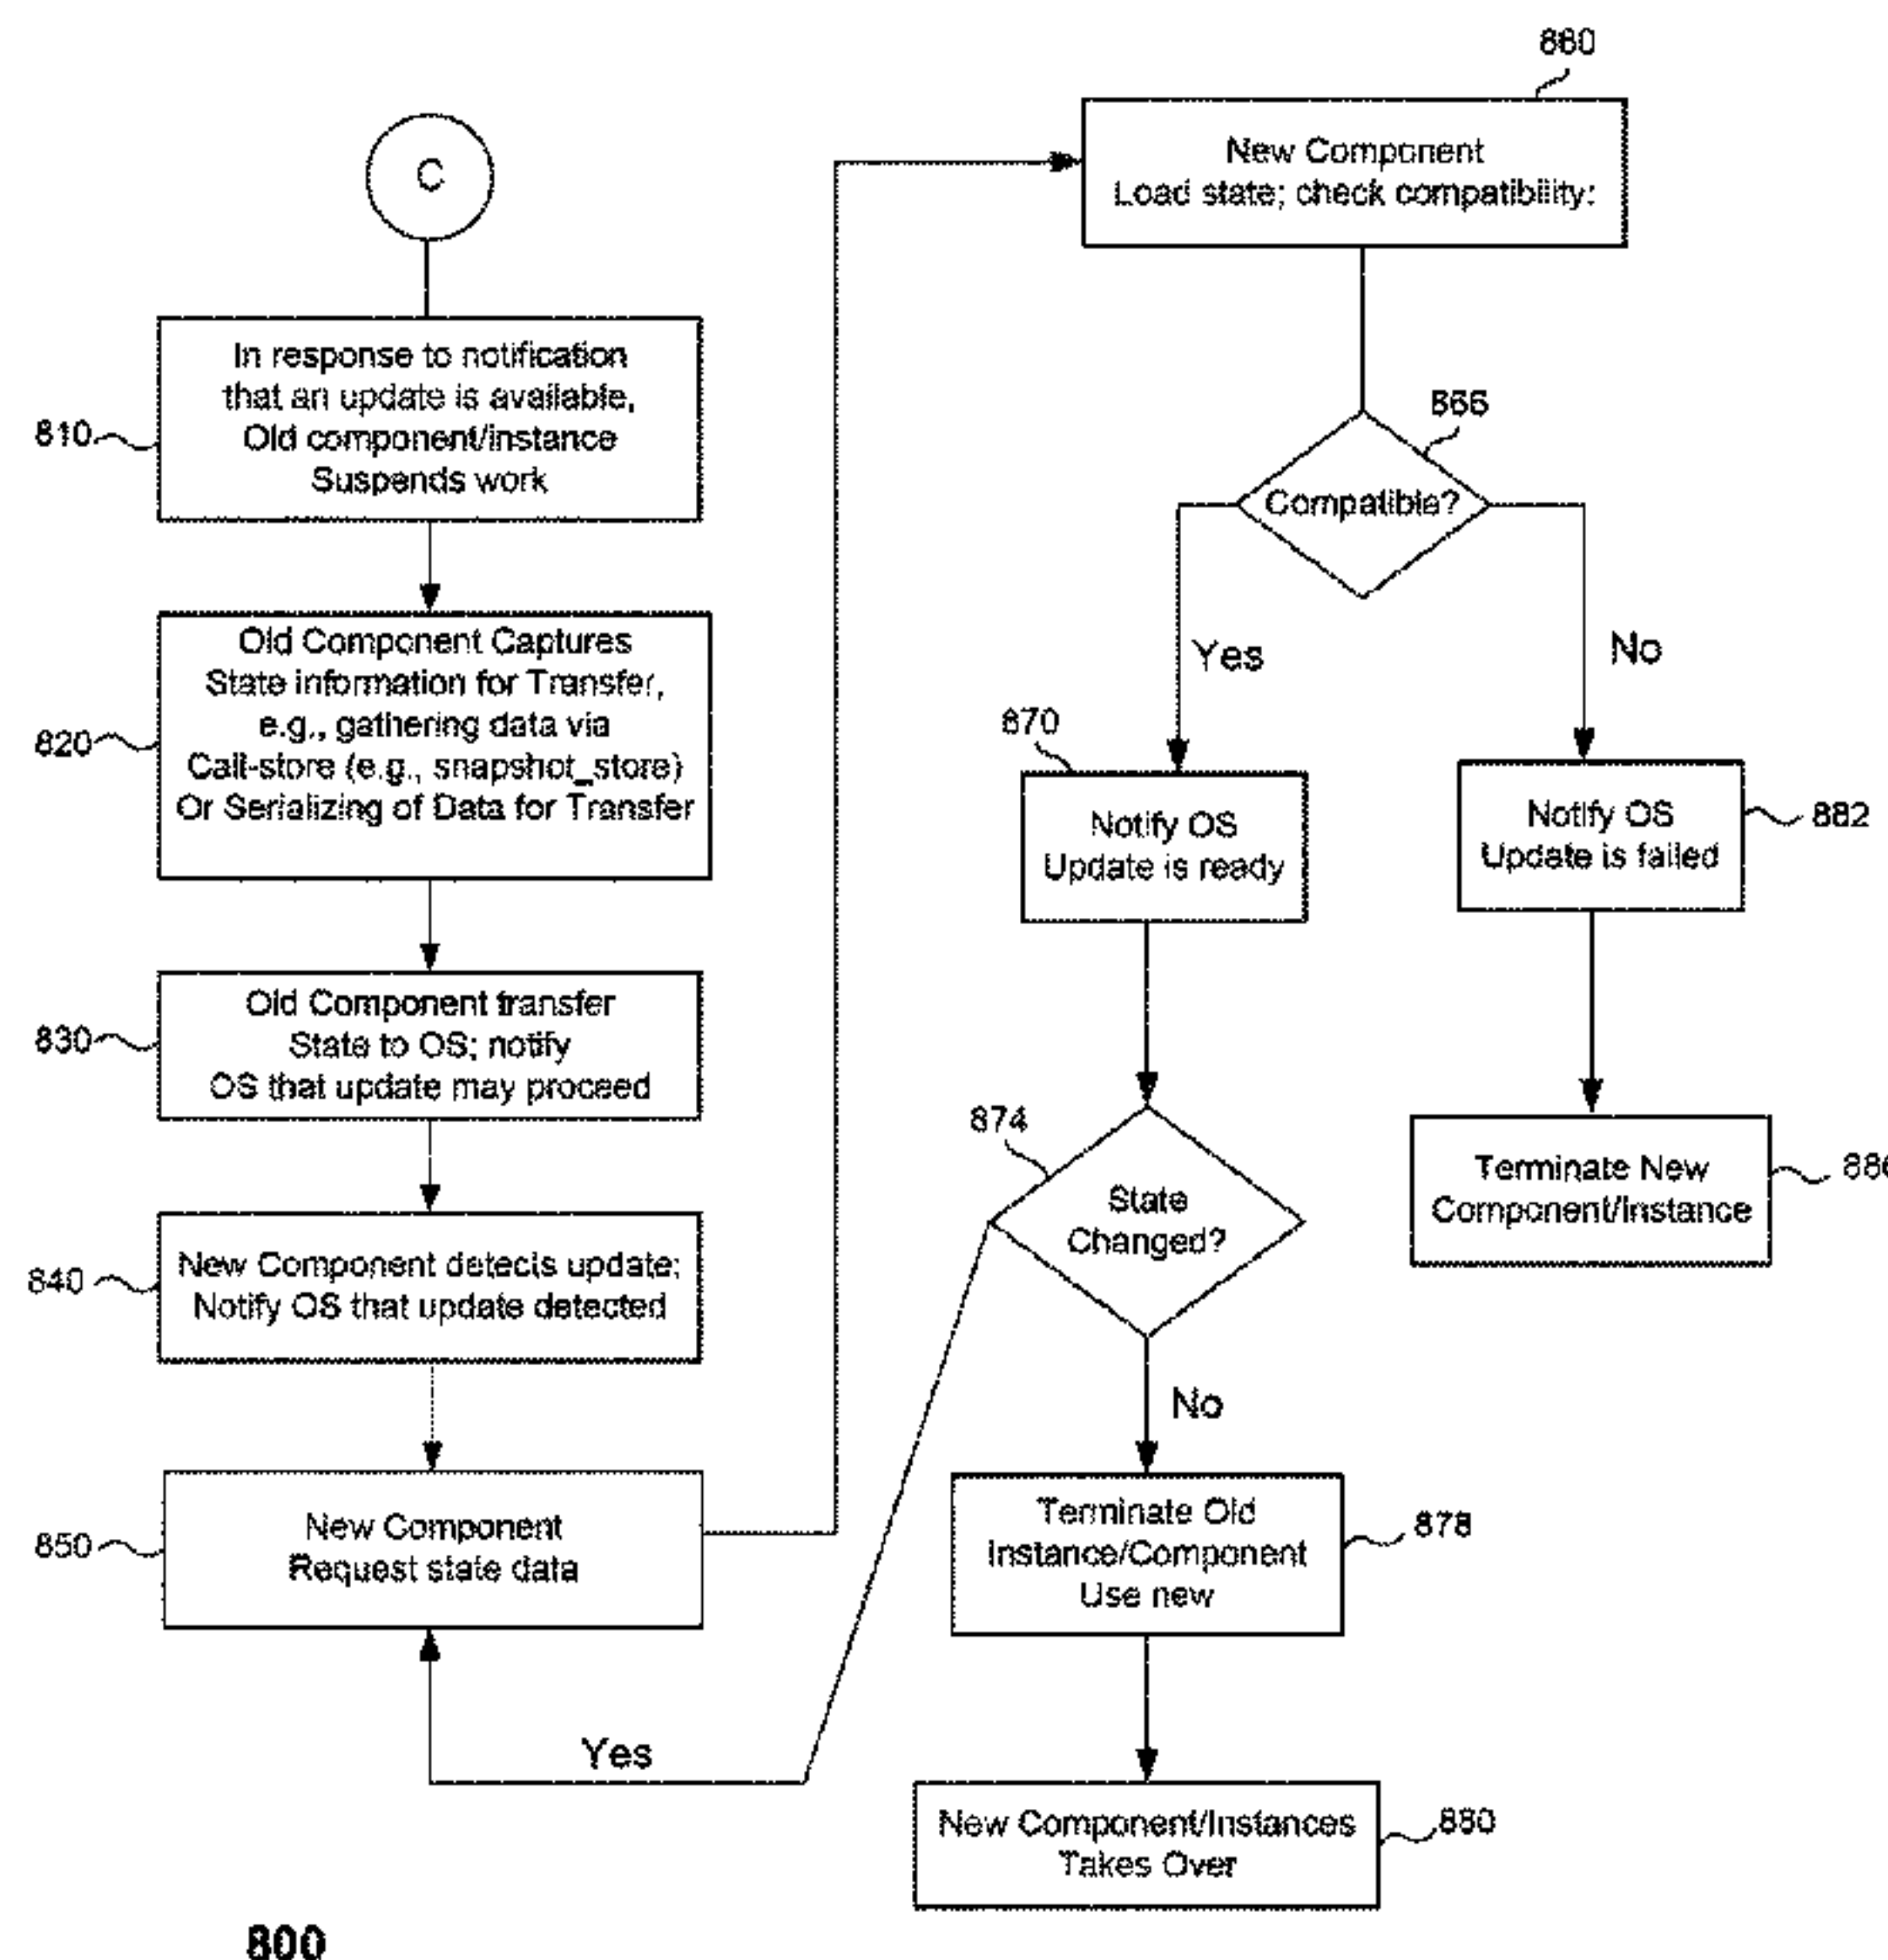 C
810
In response to notification
that an update is available,
Old component/instance
Suspends work
820
Old Component Captures
State information for Transfer,
e.g., gathering data via
Call-store (e.g., snapshot_store)
Or Serializing of Data for Transfer
830
Old Component transfer
State to OS; notify
OS that update may proceed
840
New Component detects update;
Notify OS that update detected
850
New Component
Request state data
860
New Component
Load state; check compatibility:
866
Compatible?
Yes
No
870
Notify OS
Update is ready
Notify OS
Update is failed
882
874
State
Changed?
Terminate New
Component/Instance
No
Yes
Terminate Old
Instance/Component
Use new
878
New Component/Instances
Takes Over
880
800